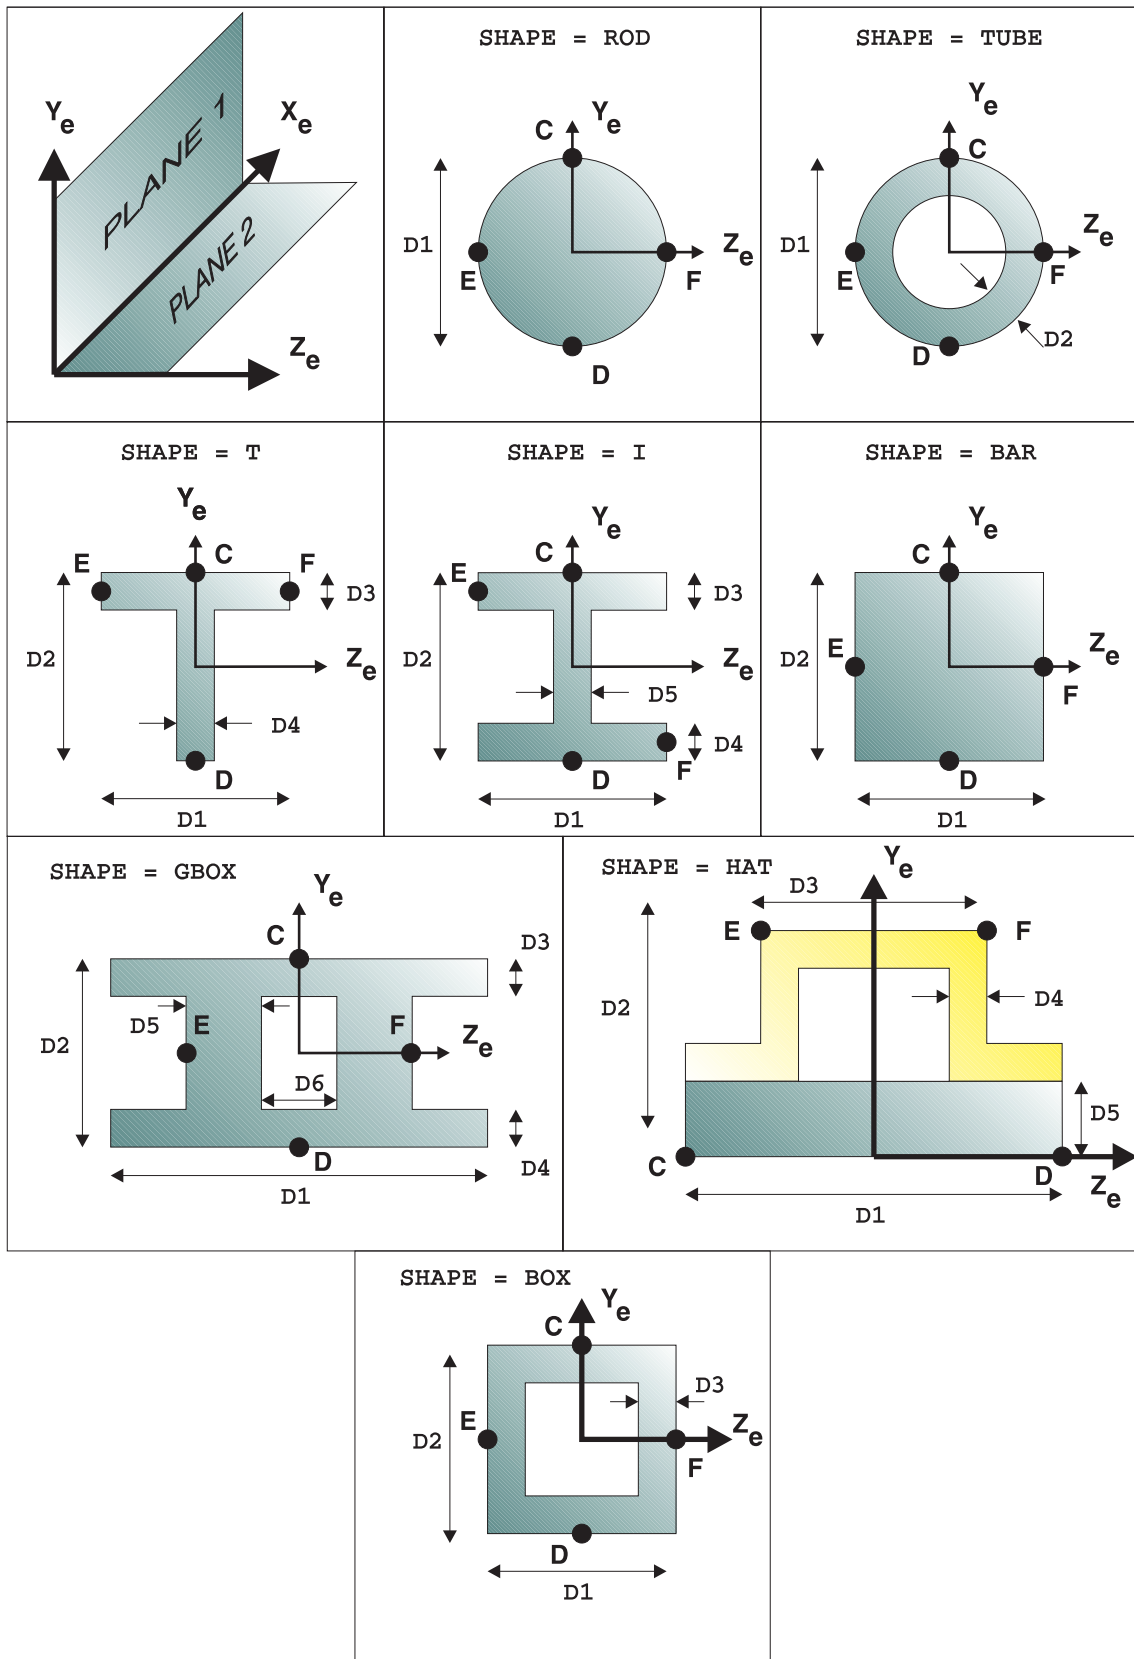 Ye
Xe
PLANE 1
PLANE 2
Ze
SHAPE = ROD
Ye
C
D1
Ze
E
F
D
SHAPE = TUBE
Ye
C
D1
Ze
E
F
D2
D
SHAPE = T
Ye
E
C
F
D3
D2
Ze
D4
D
D1
SHAPE = I
Ye
C
E
D3
D2
Ze
D5
D4
F
D
D1
SHAPE = BAR
Ye
C
D2
E
Ze
F
D
D1
SHAPE = GBOX
Ye
C
D3
D5
E
F
Ze
D2
D6
D
D4
D1
SHAPE = HAT
Ye
D3
E
F
D2
D4
D5
C
D
Ze
D1
SHAPE = BOX
Ye
C
D3
E
Ze
D2
F
D
D1